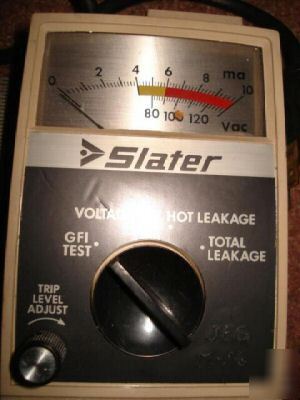 0 2 4 6 8 10 ma
80 100 120 Vac
Slater
HOT LEAKAGE
GFI TEST
TOTAL LEAKAGE
TRIP LEVEL ADJUST